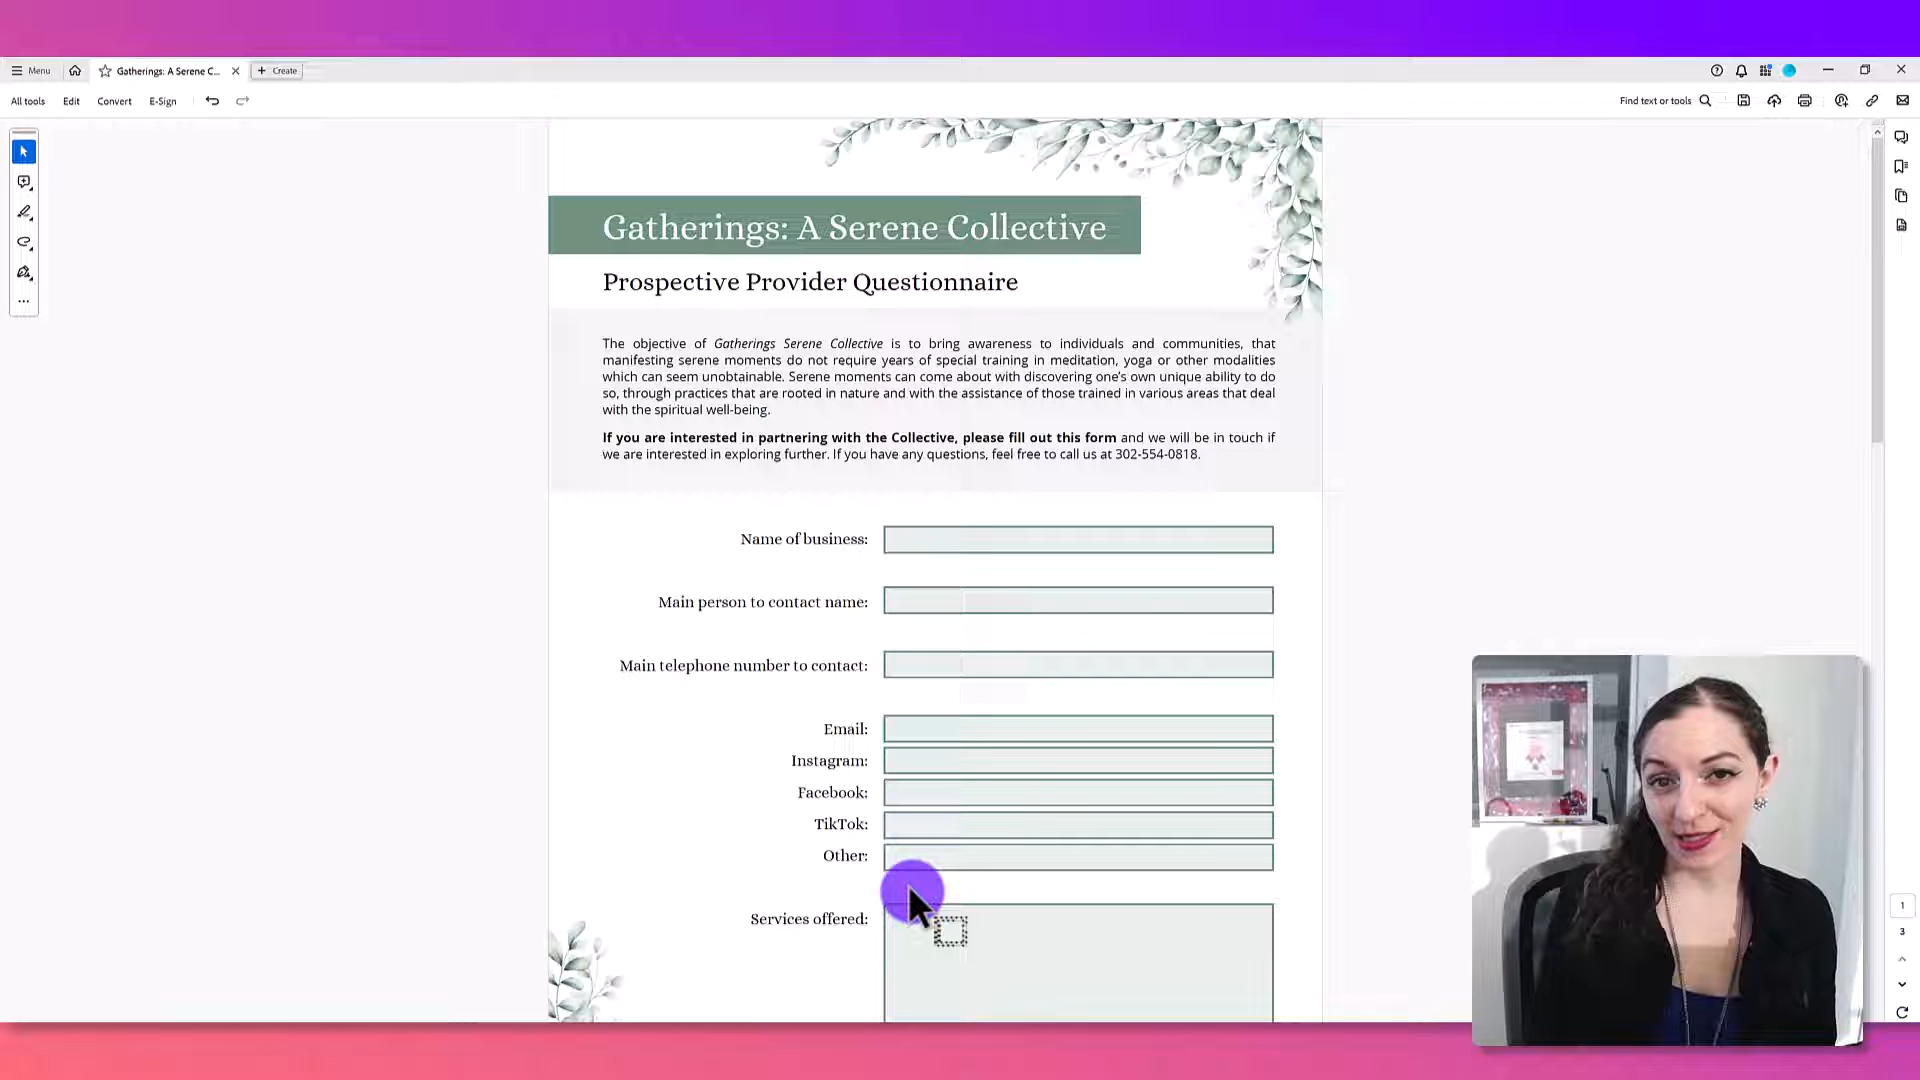 Menu
Gatherings: A Serene C...
Create
All tools
Edit
Convert
E-Sign
Find text or tools
Gatherings: A Serene Collective
Prospective Provider Questionnaire
The objective of Gatherings Serene Collective is to bring awareness to individuals and communities, that
manifesting serene moments do not require years of special training in meditation, yoga or other modalities
which can seem unobtainable. Serene moments can come about with discovering one's own unique ability to do
so, through practices that are rooted in nature and with the assistance of those trained in various areas that deal
with the spiritual well-being.
If you are interested in partnering with the Collective, please fill out this form and we will be in touch if
we are interested in exploring further. If you have any questions, feel free to call us at 302-554-0818.
Name of business:
Main person to contact name:
Main telephone number to contact:
Email:
Instagram:
Facebook:
TikTok:
Other:
Services offered:
1
3